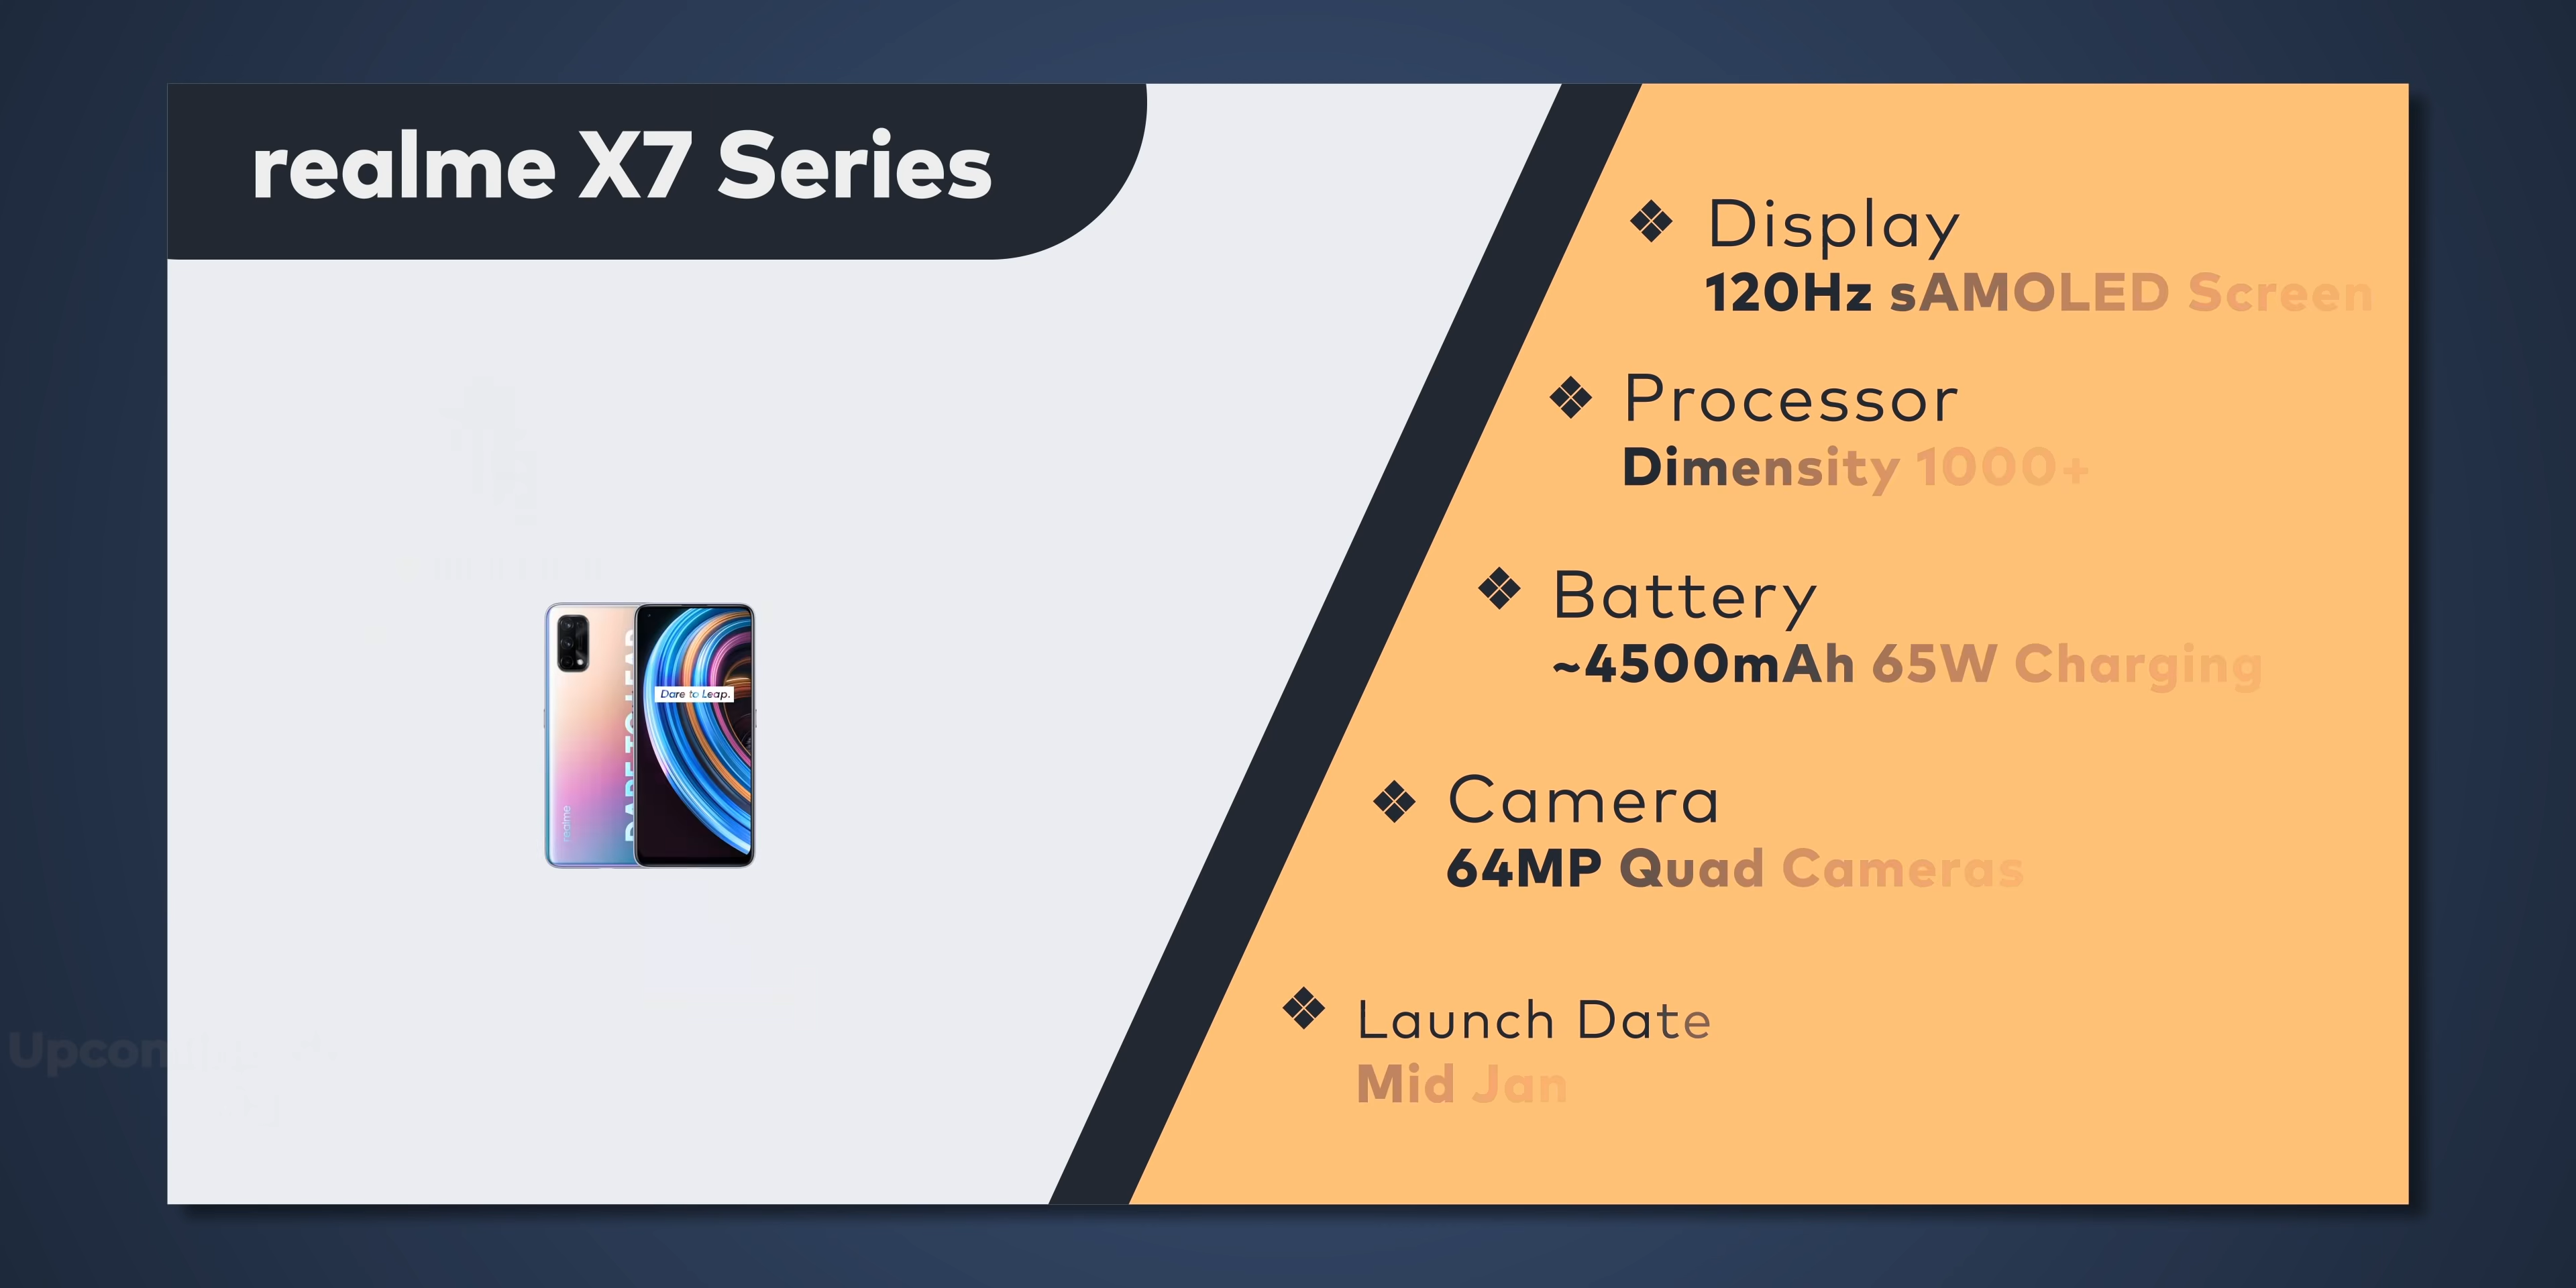 realme X7 Series
Display
120Hz sAMOLED Screen
Processor
Dimensity 1000+
Battery
~4500mAh 65W Charging
Camera
64MP Quad Cameras
Launch Date
Mid Jan
Dare to Leap.
realme